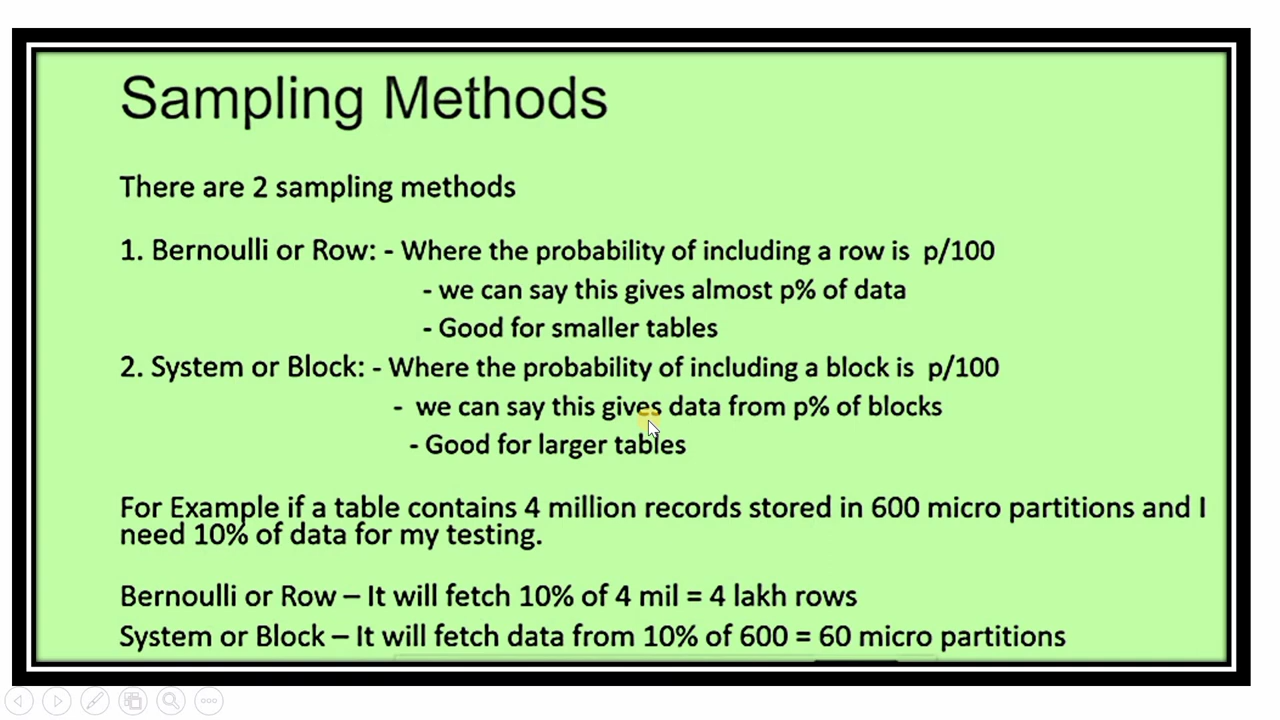 Sampling Methods
There are 2 sampling methods
1. Bernoulli or Row: - Where the probability of including a row is p/100
- we can say this gives almost p% of data
- Good for smaller tables
2. System or Block: - Where the probability of including a block is p/100
- we can say this gives data from p% of blocks
- Good for larger tables
For Example if a table contains 4 million records stored in 600 micro partitions and I
need 10% of data for my testing.
Bernoulli or Row – It will fetch 10% of 4 mil = 4 lakh rows
System or Block – It will fetch data from 10% of 600 = 60 micro partitions